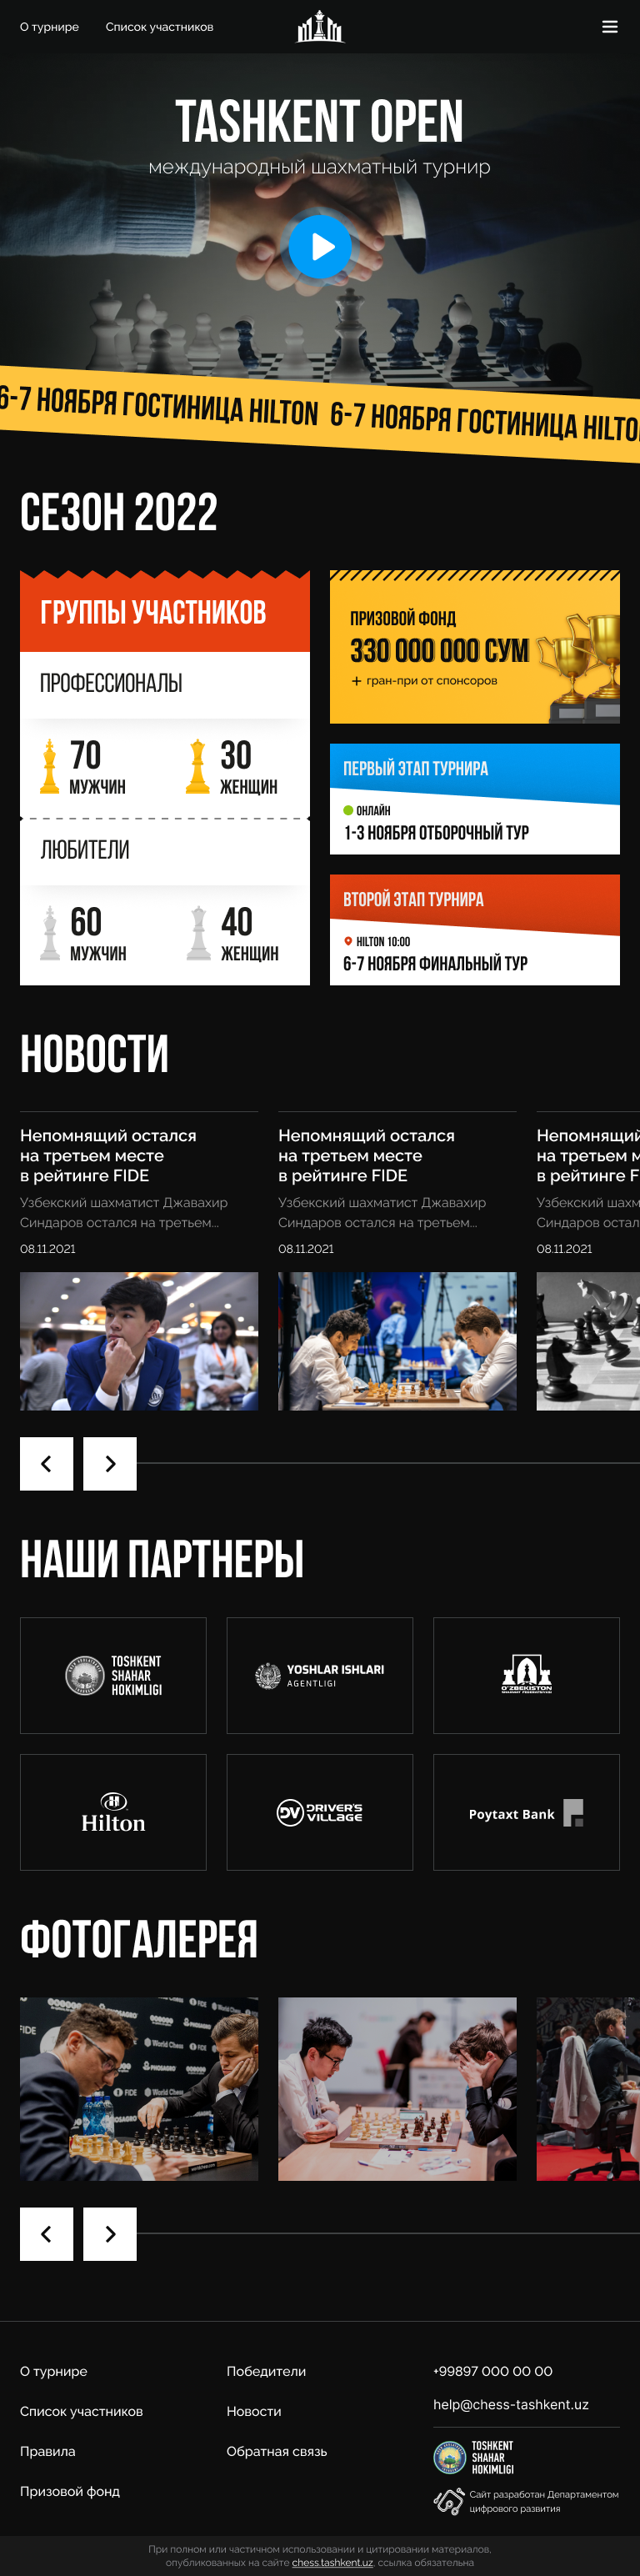 О турнире
Список участников
TASHKENT OPEN
международный шахматный турнир
6-7 НОЯБРЯ ГОСТИНИЦА HILTON 6-7 НОЯБРЯ ГОСТИНИЦА HILTON
СЕЗОН 2022
ГРУППЫ УЧАСТНИКОВ
ПРОФЕССИОНАЛЫ
70
МУЖЧИН
30
ЖЕНЩИН
ЛЮБИТЕЛИ
60
МУЖЧИН
40
ЖЕНЩИН
ПРИЗОВОЙ ФОНД
330 000 000 СУМ
+ гран-при от спонсоров
ПЕРВЫЙ ЭТАП ТУРНИРА
ОНЛАЙН
1-3 НОЯБРЯ ОТБОРОЧНЫЙ ТУР
ВТОРОЙ ЭТАП ТУРНИРА
HILTON 10:00
6-7 НОЯБРЯ ФИНАЛЬНЫЙ ТУР
НОВОСТИ
Непомнящий остался
на третьем месте
в рейтинге FIDE
Узбекский шахматист Джавахир
Синдаров остался на третьем...
08.11.2021
Непомнящий остался
на третьем месте
в рейтинге FIDE
Узбекский шахматист Джавахир
Синдаров остался на третьем...
08.11.2021
Непомнящий
на третьем м
в рейтинге F
Узбекский шахм
Синдаров остал
08.11.2021
НАШИ ПАРТНЕРЫ
TOSHKENT
SHAHAR
HOKIMLIGI
YOSHLAR ISHLARI
AGENTLIGI
O'ZBEKISTON
Hilton
DV DRIVER'S
VILLAGE
Poytaxt Bank
ФОТОГАЛЕРЕЯ
FIDE
World Chess
PHOSAGRO
О турнире
Список участников
Правила
Призовой фонд
Победители
Новости
Обратная связь
+99897 000 00 00
help@chess-tashkent.uz
TOSHKENT
SHAHAR
HOKIMLIGI
Сайт разработан Департаментом
цифрового развития
При полном или частичном использовании и цитировании материалов,
опубликованных на сайте chess.tashkent.uz, ссылка обязательна